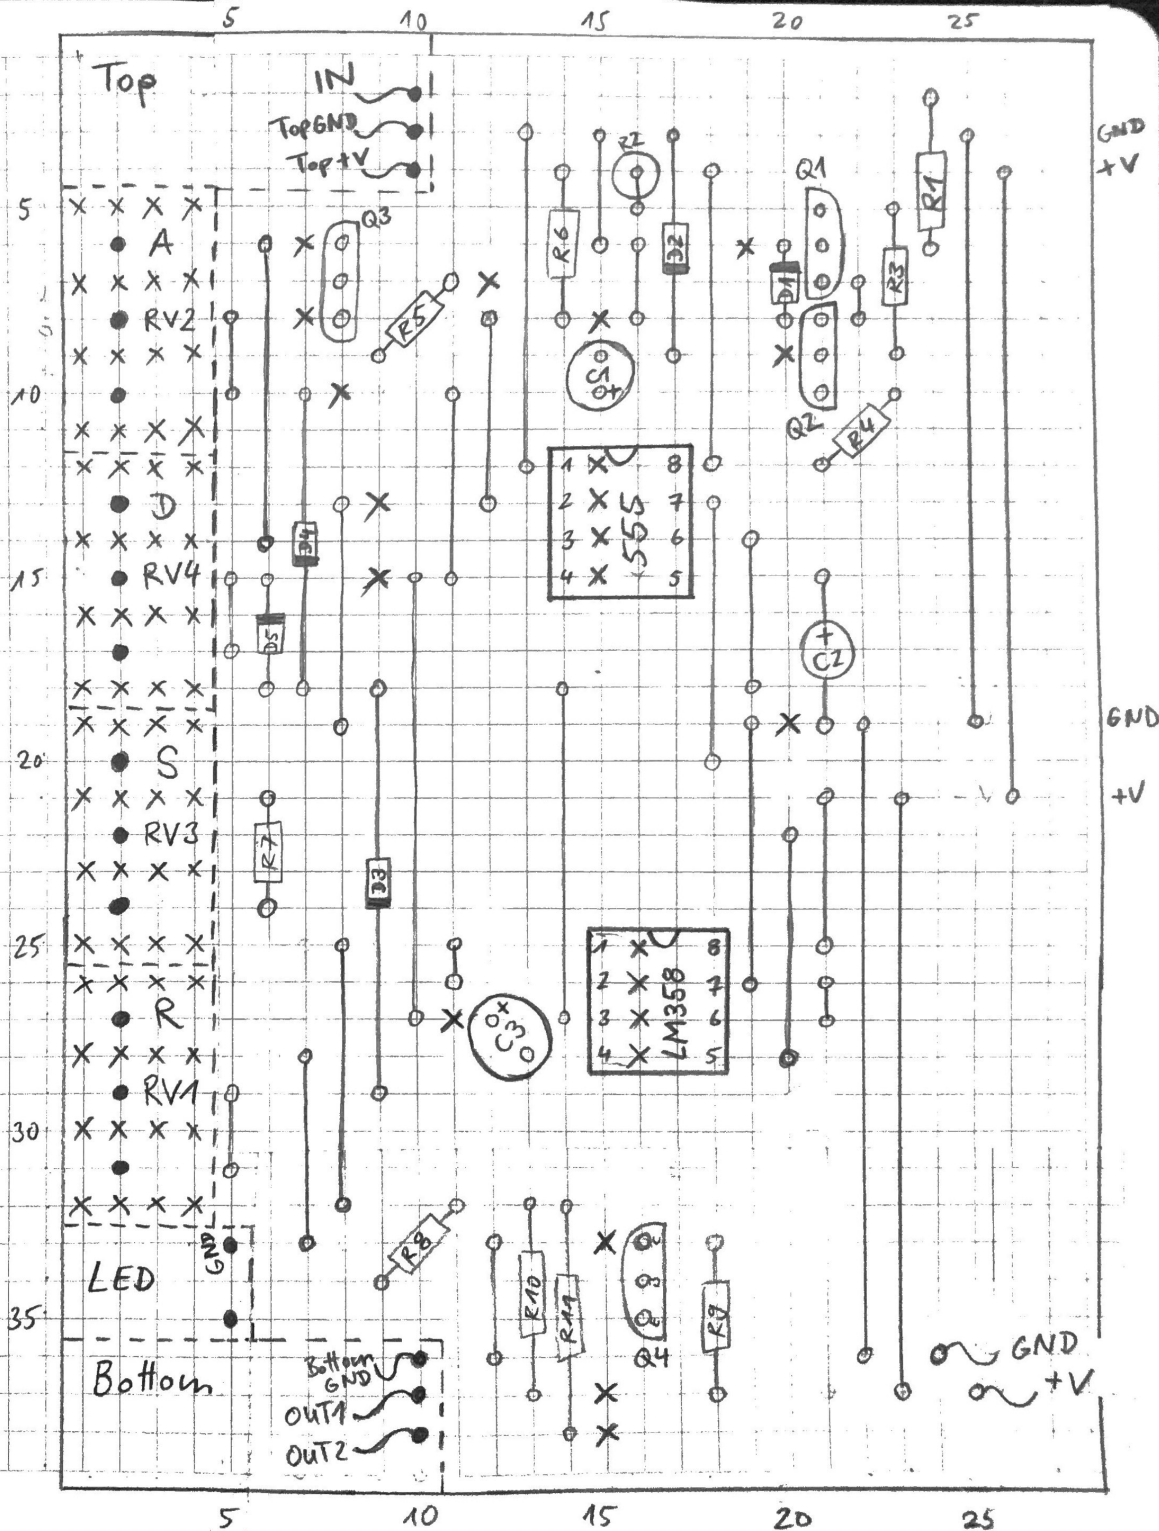 5 10 15 20 25
Top
IN
TopGND
Top+V
GND
+V
R2
Q1
R1
5
A
Q3
R6
D2
D1
R3
RV2
R5
C1
+
10
Q2
R4
1 8
2 7
3 6
4 5
555
D
D4
15
RV4
D5
+
C2
GND
20
S
+V
RV3
R7
D3
25
1 8
2 7
3 6
4 5
LM358
R
+
C3
RV1
30
GND
R8
LED
R10
R11
R9
35
Q4
Bottom
Bottom
GND
OUT1
OUT2
GND
+V
5 10 15 20 25